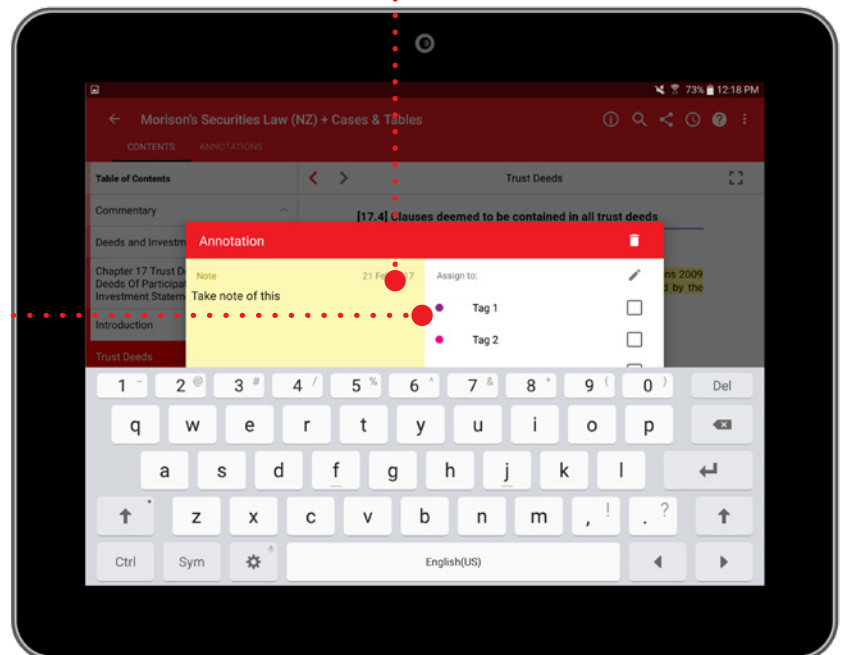 73% 12:18 PM
Morison's Securities Law (NZ) + Cases & Tables
CONTENTS ANNOTATIONS
Table of Contents
Trust Deeds
Commentary
[17.4] Clauses deemed to be contained in all trust deeds
Deeds and Investm
Annotation
Chapter 17 Trust D
Deeds Of Participat
Investment Statem
Note
21 Fe 17
Assign to:
ns 2009
d by the
Take note of this
Tag 1
Introduction
Tag 2
Trust Deeds
1 - 2 @ 3 # 4 / 5 % 6 ^ 7 & 8 * 9 ( 0 ) Del
q w e r t y u i o p
a s d f g h j k l
z x c v b n m , ! . ?
Ctrl Sym English(US)